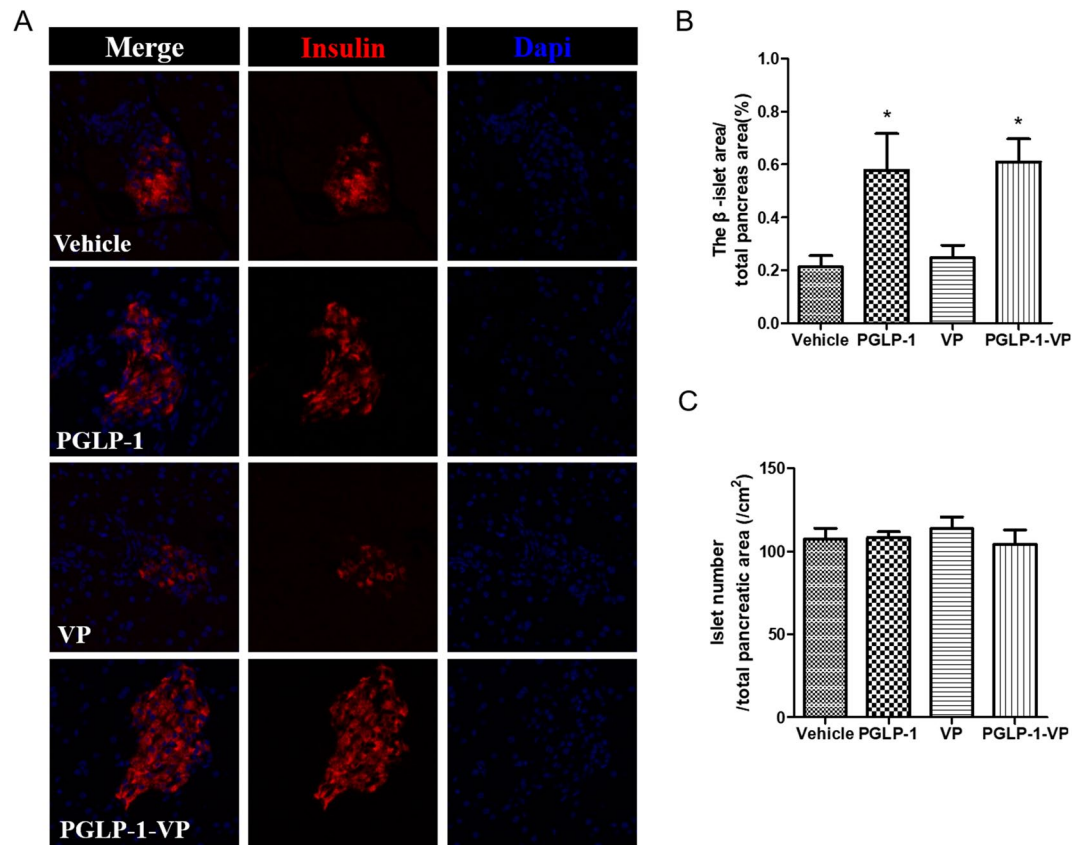 A
Merge Insulin Dapi
Vehicle
PGLP-1
VP
PGLP-1-VP
B
The β -islet area/
total pancreas area(%)
1.0
0.8
0.6
0.4
0.2
0.0
* *
Vehicle PGLP-1 VP PGLP-1-VP
C
Islet number
/total pancreatic area (/cm²)
150
100
50
0
Vehicle PGLP-1 VP PGLP-1-VP